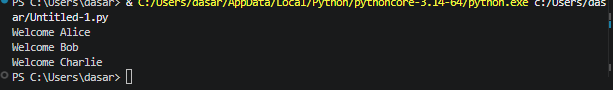 PS C:\Users\dasar> & C:/Users/dasar/AppData/Local/Python/pythoncore-3.14-64/python.exe c:/Users/das
ar/Untitled-1.py
Welcome Alice
Welcome Bob
Welcome Charlie
PS C:\Users\dasar>